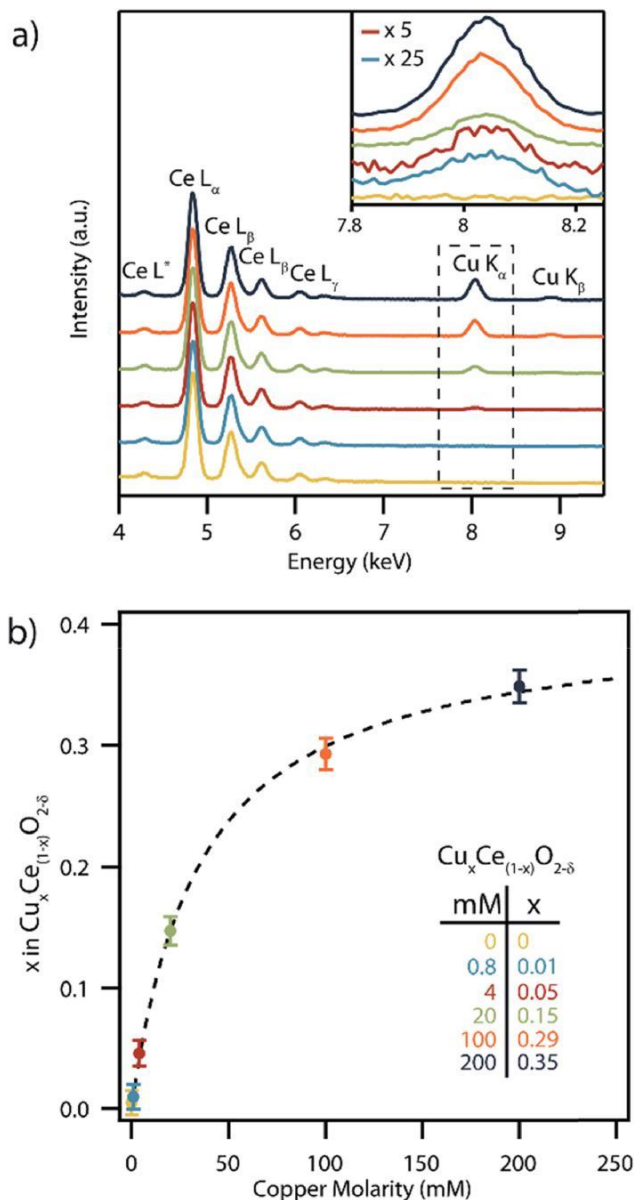 a)
x 5
x 25
7.8 8 8.2
Ce Lα
Ce Lβ
Ce L" Ce Lβ Ce Lγ Cu Kα Cu Kβ
Intensity (a.u.)
4 5 6 7 8 9
Energy (keV)
b)
0.4
0.3
0.2
0.1
0.0
x in CuxCe(1-x)O2-δ
CuxCe(1-x)O2-δ
mM x
0 0
0.8 0.01
4 0.05
20 0.15
100 0.29
200 0.35
0 50 100 150 200 250
Copper Molarity (mM)